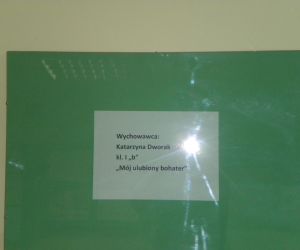 Wychowawca:
Katarzyna Dworak
kl. I „b”
„Mój ulubiony bohater”